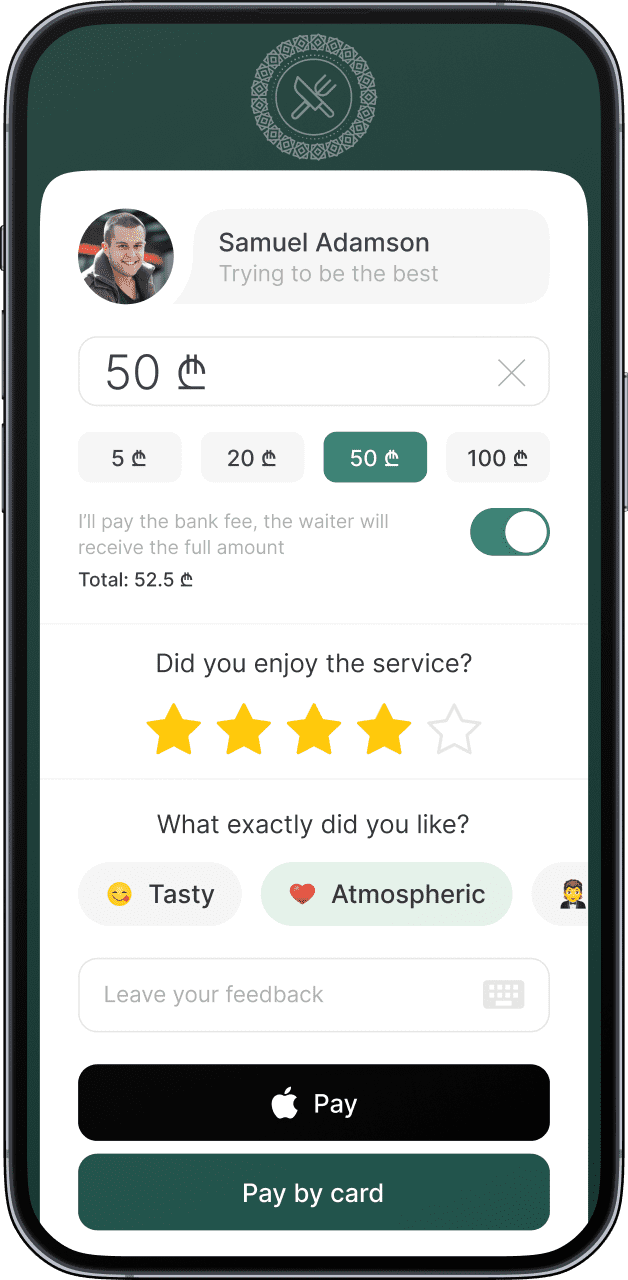 Samuel Adamson
Trying to be the best
50 ₾
5 ₾
20 ₾
50 ₾
100 ₾
I'll pay the bank fee, the waiter will
receive the full amount
Total: 52.5 ₾
Did you enjoy the service?
What exactly did you like?
😋 Tasty
❤️ Atmospheric
Leave your feedback
Pay
Pay by card